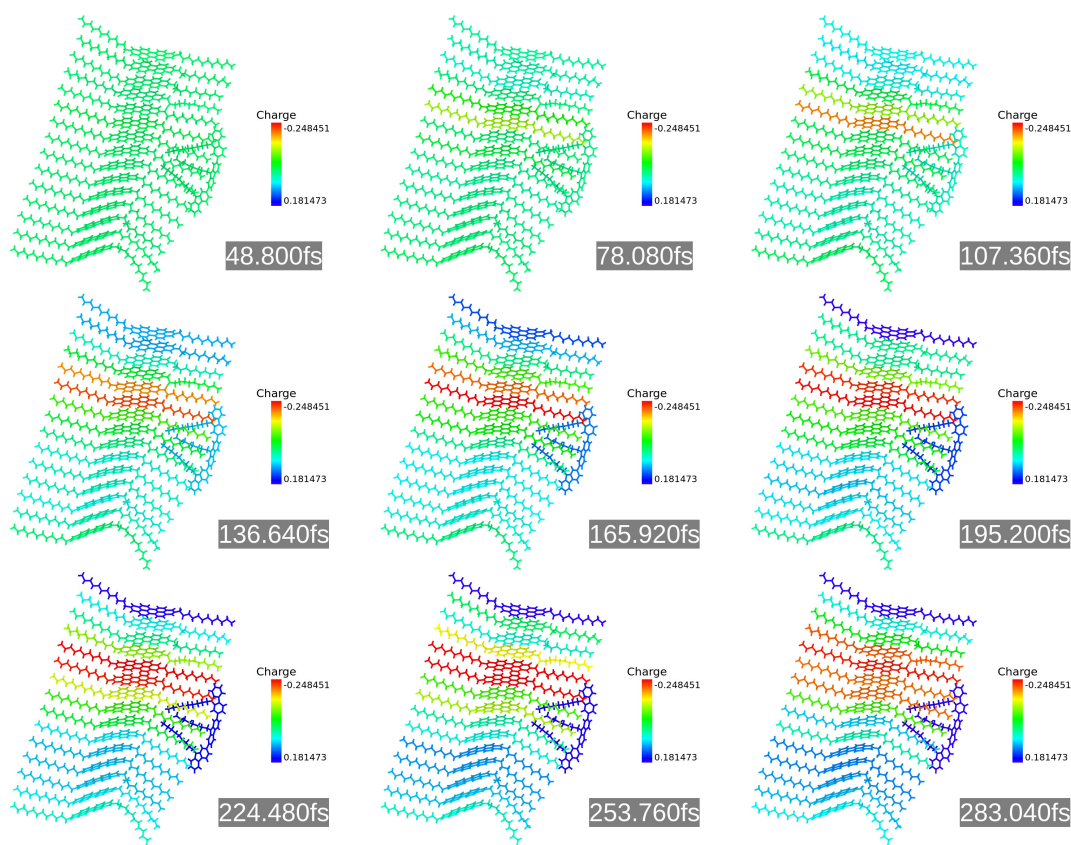 Charge
-0.248451
0.181473
48.800fs
Charge
-0.248451
0.181473
78.080fs
Charge
-0.248451
0.181473
107.360fs
Charge
-0.248451
0.181473
136.640fs
Charge
-0.248451
0.181473
165.920fs
Charge
-0.248451
0.181473
195.200fs
Charge
-0.248451
0.181473
224.480fs
Charge
-0.248451
0.181473
253.760fs
Charge
-0.248451
0.181473
283.040fs